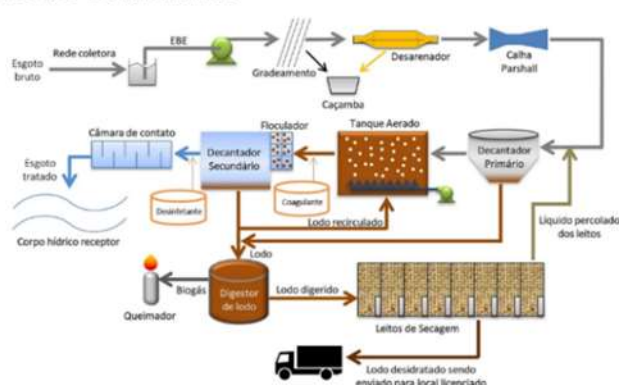 Rede coletora
EBE
Esgoto
bruto
Gradeamento
Desarenador
Calha
Parshall
Caçamba
Câmara de contato
Floculador
Tanque Aerado
Decantador
Secundário
Decantador
Primário
Esgoto
tratado
Desinfetante
Coagulante
Lodo recirculado
Líquido percolado
dos leitos
Corpo hídrico receptor
Lodo
Biogás
Digestor
de lodo
Lodo digerido
Queimador
Leitos de Secagem
Lodo desidratado sendo
enviado para local licenciado